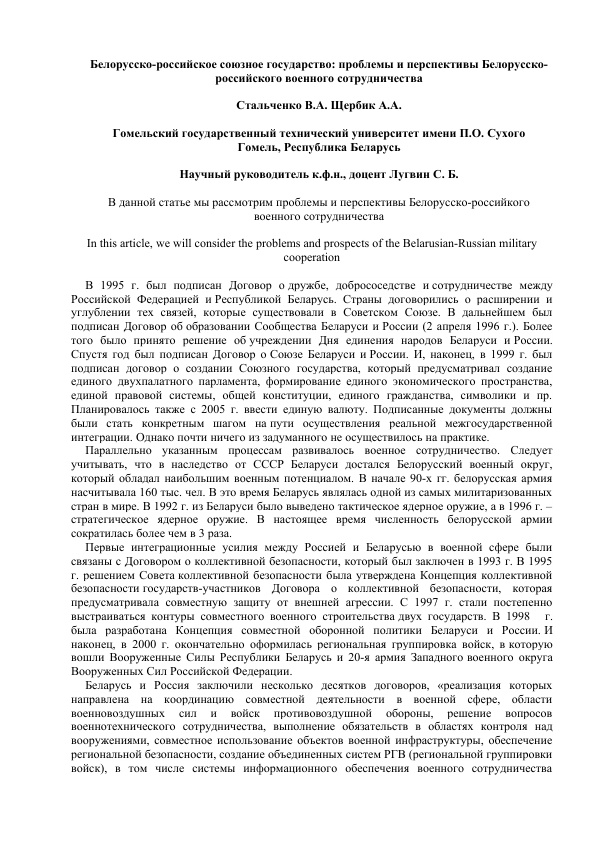 Белорусско-российское союзное государство: проблемы и перспективы Белорусско-
российского военного сотрудничества
Стальченко В.А. Щербик А.А.
Гомельский государственный технический университет имени П.О. Сухого
Гомель, Республика Беларусь
Научный руководитель к.ф.н., доцент Лугвин С. Б.
В данной статье мы рассмотрим проблемы и перспективы Белорусско-российкого
военного сотрудничества
In this article, we will consider the problems and prospects of the Belarusian-Russian military
cooperation
В 1995 г. был подписан Договор о дружбе, добрососедстве и сотрудничестве между
Российской Федерацией и Республикой Беларусь. Страны договорились о расширении и
углублении тех связей, которые существовали в Советском Союзе. В дальнейшем был
подписан Договор об образовании Сообщества Беларуси и России (2 апреля 1996 г.). Более
того было принято решение об учреждении Дня единения народов Беларуси и России.
Спустя год был подписан Договор о Союзе Беларуси и России. И, наконец, в 1999 г. был
подписан договор о создании Союзного государства, который предусматривал создание
единого двухпалатного парламента, формирование единого экономического пространства,
единой правовой системы, общей конституции, единого гражданства, символики и пр.
Планировалось также с 2005 г. ввести единую валюту. Подписанные документы должны
были стать конкретным шагом на пути осуществления реальной межгосударственной
интеграции. Однако почти ничего из задуманного не осуществилось на практике.
Параллельно указанным процессам развивалось военное сотрудничество. Следует
учитывать, что в наследство от СССР Беларуси достался Белорусский военный округ,
который обладал наибольшим военным потенциалом. В начале 90-х гг. белорусская армия
насчитывала 160 тыс. чел. В это время Беларусь являлась одной из самых милитаризованных
стран в мире. В 1992 г. из Беларуси было выведено тактическое ядерное оружие, а в 1996 г. –
стратегическое ядерное оружие. В настоящее время численность белорусской армии
сократилась более чем в 3 раза.
Первые интеграционные усилия между Россией и Беларусью в военной сфере были
связаны с Договором о коллективной безопасности, который был заключен в 1993 г. В 1995
г. решением Совета коллективной безопасности была утверждена Концепция коллективной
безопасности государств-участников Договора о коллективной безопасности, которая
предусматривала совместную защиту от внешней агрессии. С 1997 г. стали постепенно
выстраиваться контуры совместного военного строительства двух государств. В 1998 г.
была разработана Концепция совместной оборонной политики Беларуси и России. И
наконец, в 2000 г. окончательно оформилась региональная группировка войск, в которую
вошли Вооруженные Силы Республики Беларусь и 20-я армия Западного военного округа
Вооруженных Сил Российской Федерации.
Беларусь и Россия заключили несколько десятков договоров, «реализация которых
направлена на координацию совместной деятельности в военной сфере, области
военновоздушных сил и войск противовоздушной обороны, решение вопросов
военнотехнического сотрудничества, выполнение обязательств в областях контроля над
вооружениями, совместное использование объектов военной инфраструктуры, обеспечение
региональной безопасности, создание объединенных систем РГВ (региональной группировки
войск), в том числе системы информационного обеспечения военного сотрудничества